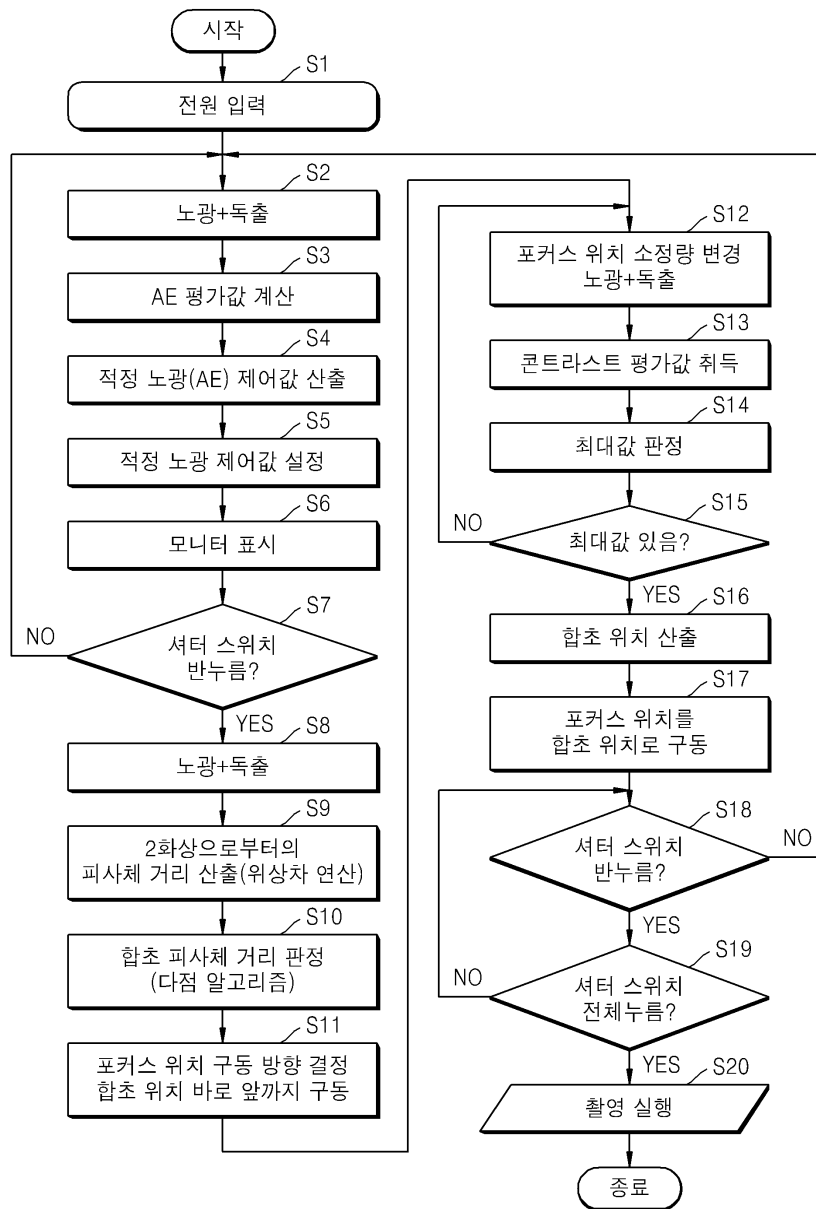 시작
S1
전원 입력
S2
노광+독출
S3
AE 평가값 계산
S4
적정 노광(AE) 제어값 산출
S5
적정 노광 제어값 설정
S6
모니터 표시
S7
셔터 스위치
반누름?
NO
YES
S8
노광+독출
S9
2화상으로부터의
피사체 거리 산출(위상차 연산)
S10
합초 피사체 거리 판정
(다점 알고리즘)
S11
포커스 위치 구동 방향 결정
합초 위치 바로 앞까지 구동
S12
포커스 위치 소정량 변경
노광+독출
S13
콘트라스트 평가값 취득
S14
최대값 판정
S15
NO
최대값 있음?
YES
S16
합초 위치 산출
S17
포커스 위치를
합초 위치로 구동
S18
셔터 스위치
반누름?
NO
YES
S19
NO
셔터 스위치
전체누름?
YES
S20
촬영 실행
종료